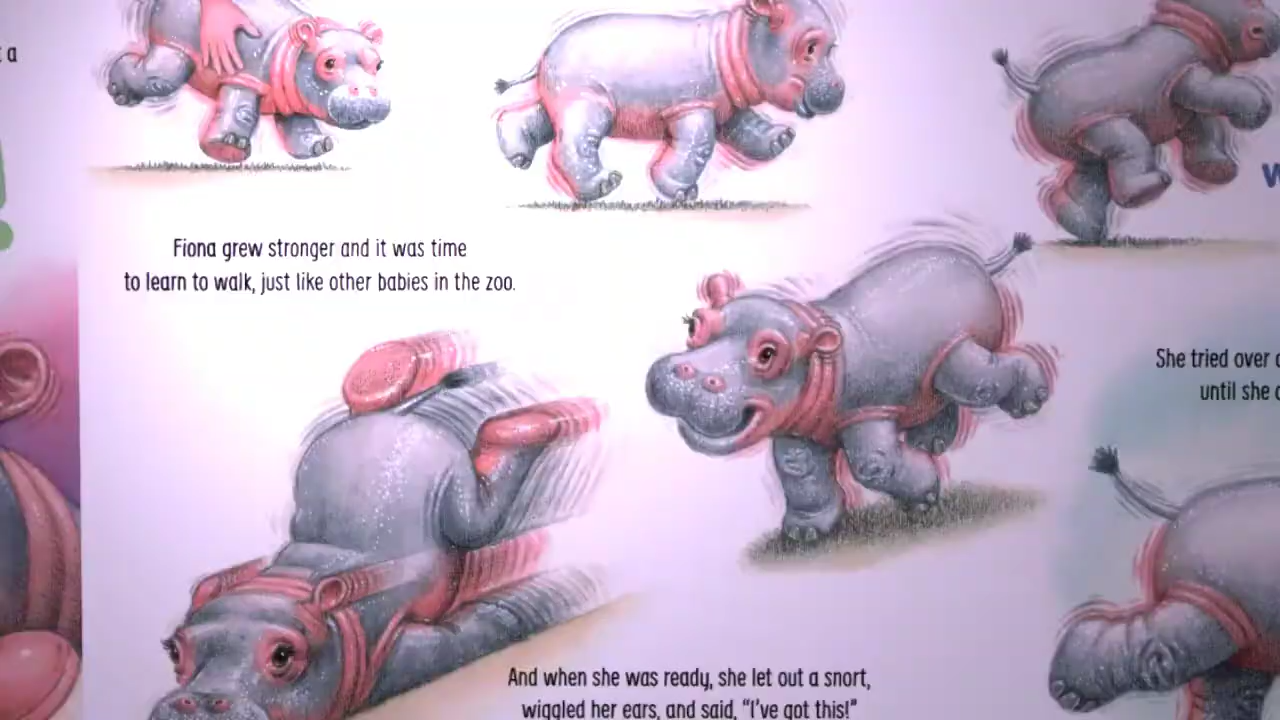 t a
Fiona grew stronger and it was time
to learn to walk, just like other babies in the zoo.
She tried over
until she
And when she was ready, she let out a snort,
wiggled her ears, and said, “I've got this!”